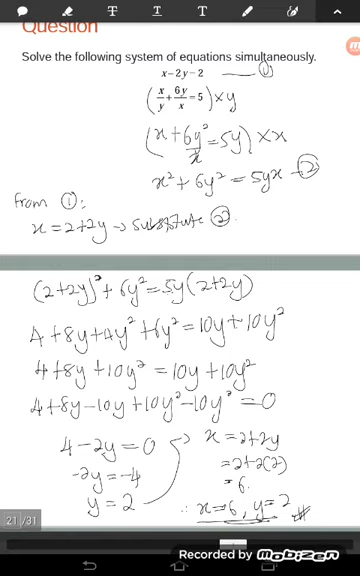 Question
Solve the following system of equations simultaneously.
x-2y-2 ①
(x/y + 6y/x = 5) × y
(x + 6y²/x = 5y) × x
x² + 6y² = 5yx - ②
from ①:
x = 2+2y → substitute ②.
(2+2y)² + 6y² = 5y(2+2y)
4 + 8y + 4y² + 6y² = 10y + 10y²
4 + 8y + 10y² = 10y + 10y²
4 + 8y - 10y + 10y² - 10y² = 0
4 - 2y = 0
-2y = -4
y = 2
x = 2+2y
= 2+2(2)
= 6.
∴ x = 6, y = 2 #
21 / 31
Recorded by mobizen